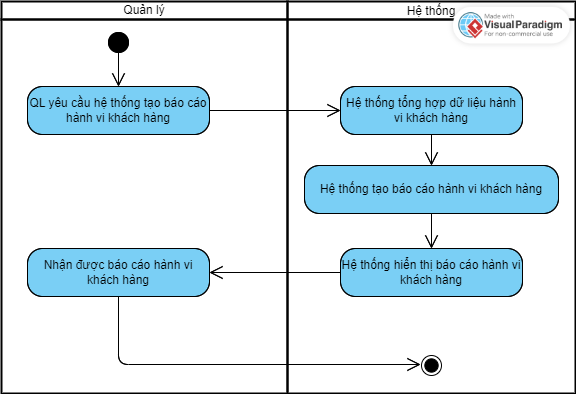 Quản lý
Hệ thống
Made with
VisualParadigm
For non-commercial use
QL yêu cầu hệ thống tạo báo cáo
hành vi khách hàng
Hệ thống tổng hợp dữ liệu hành
vi khách hàng
Hệ thống tạo báo cáo hành vi khách hàng
Nhận được báo cáo hành vi
khách hàng
Hệ thống hiển thị báo cáo hành vi
khách hàng